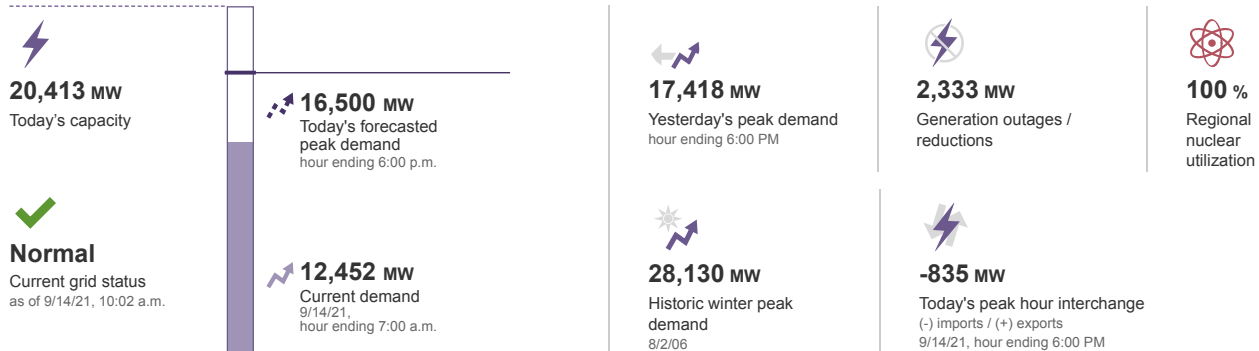 20,413 MW
Today's capacity
Normal
Current grid status
as of 9/14/21, 10:02 a.m.
16,500 MW
Today's forecasted
peak demand
hour ending 6:00 p.m.
12,452 MW
Current demand
9/14/21,
hour ending 7:00 a.m.
17,418 MW
Yesterday's peak demand
hour ending 6:00 PM
2,333 MW
Generation outages /
reductions
100 %
Regional
nuclear
utilization
28,130 MW
Historic winter peak
demand
8/2/06
-835 MW
Today's peak hour interchange
(-) imports / (+) exports
9/14/21, hour ending 6:00 PM